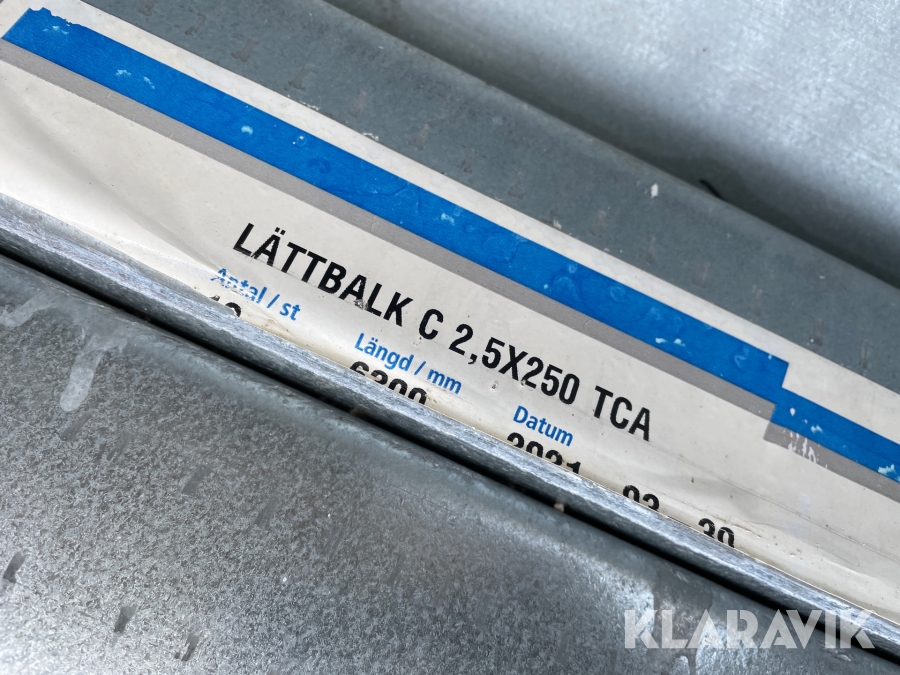 LÄTTBALK C 2,5X250 TCA
Antal / st
Längd / mm
Datum
KLARAVIK